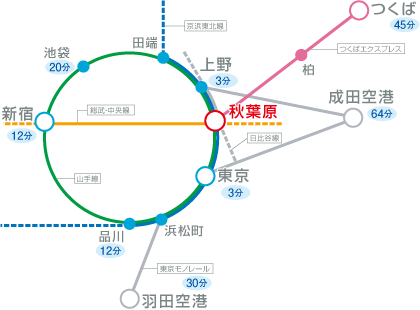 つくば
45分
京浜東北線
田端
つくばエクスプレス
池袋
20分
上野
3分
柏
成田空港
64分
新宿
12分
総武・中央線
秋葉原
日比谷線
山手線
東京
3分
品川
12分
浜松町
東京モノレール
30分
羽田空港